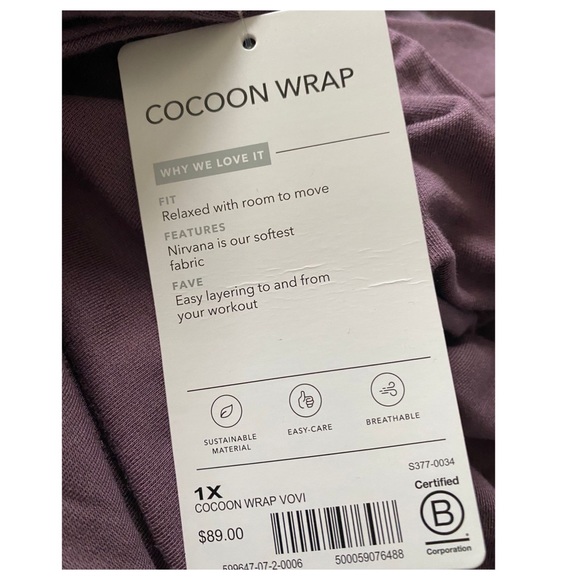 COCOON WRAP
WHY WE LOVE IT
FIT
Relaxed with room to move
FEATURES
Nirvana is our softest
fabric
FAVE
Easy layering to and from
your workout
SUSTAINABLE
MATERIAL
EASY-CARE
BREATHABLE
S377-0034
1X
COCOON WRAP VOVI
$89.00
599647-07-2-0006
500059076488
Certified
B
Corporation